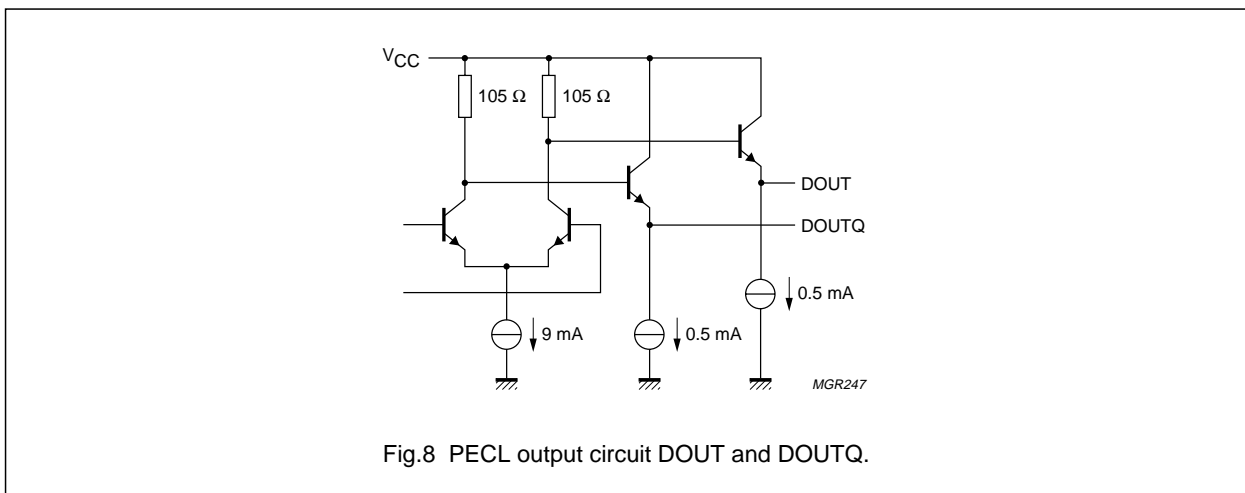 VCC
105 Ω 105 Ω
DOUT
DOUTQ
0.5 mA
9 mA 0.5 mA
MGR247
Fig.8 PECL output circuit DOUT and DOUTQ.